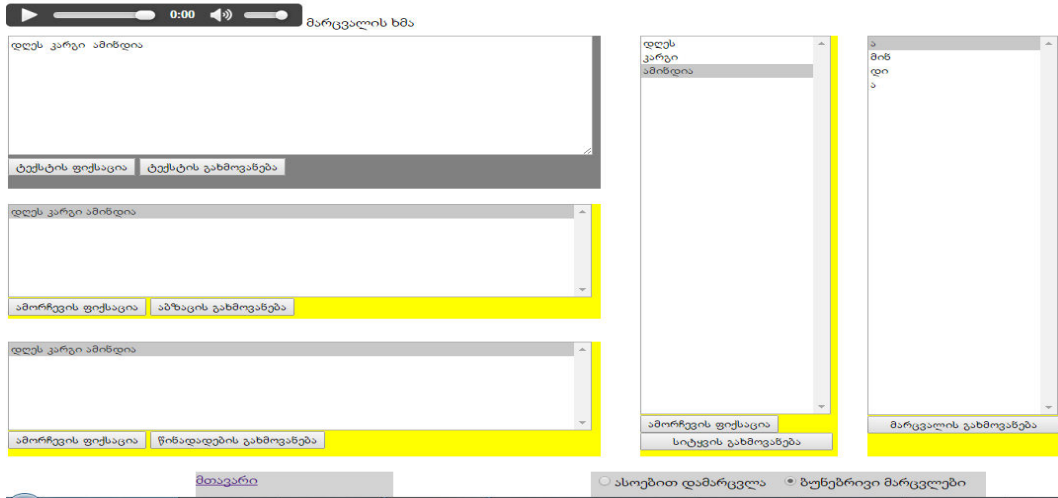 0:00
მარცვალის ხმა
დღეს კარგი ამინდია
ტექსტის ფიქსაცია ტექსტის გახმოვანება
დღეს კარგი ამინდია
ამორჩევის ფიქსაცია აბზაცის გახმოვანება
დღეს კარგი ამინდია
ამორჩევის ფიქსაცია წინადადების გახმოვანება
დღეს
კარგი
ამინდია
ამორჩევის ფიქსაცია
სიტყვის გახმოვანება
ა
მინ
დი
ა
მარცვალის გახმოვანება
მთავარი
ასოებით დამარცვლა ბუნებრივი მარცვლები